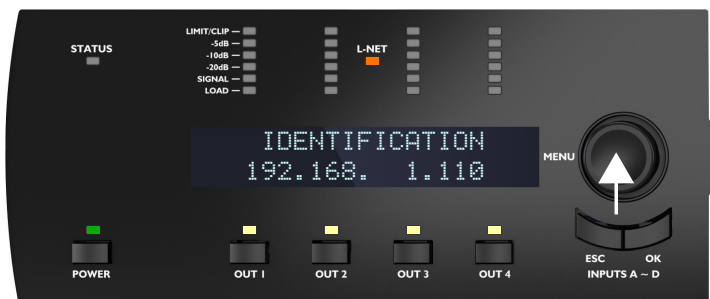 LIMIT/CLIP
STATUS
-5dB
L-NET
-10dB
-20dB
SIGNAL
LOAD
IDENTIFICATION
192.168. 1.110
MENU
ESC OK
POWER OUT 1 OUT 2 OUT 3 OUT 4 INPUTS A ~ D